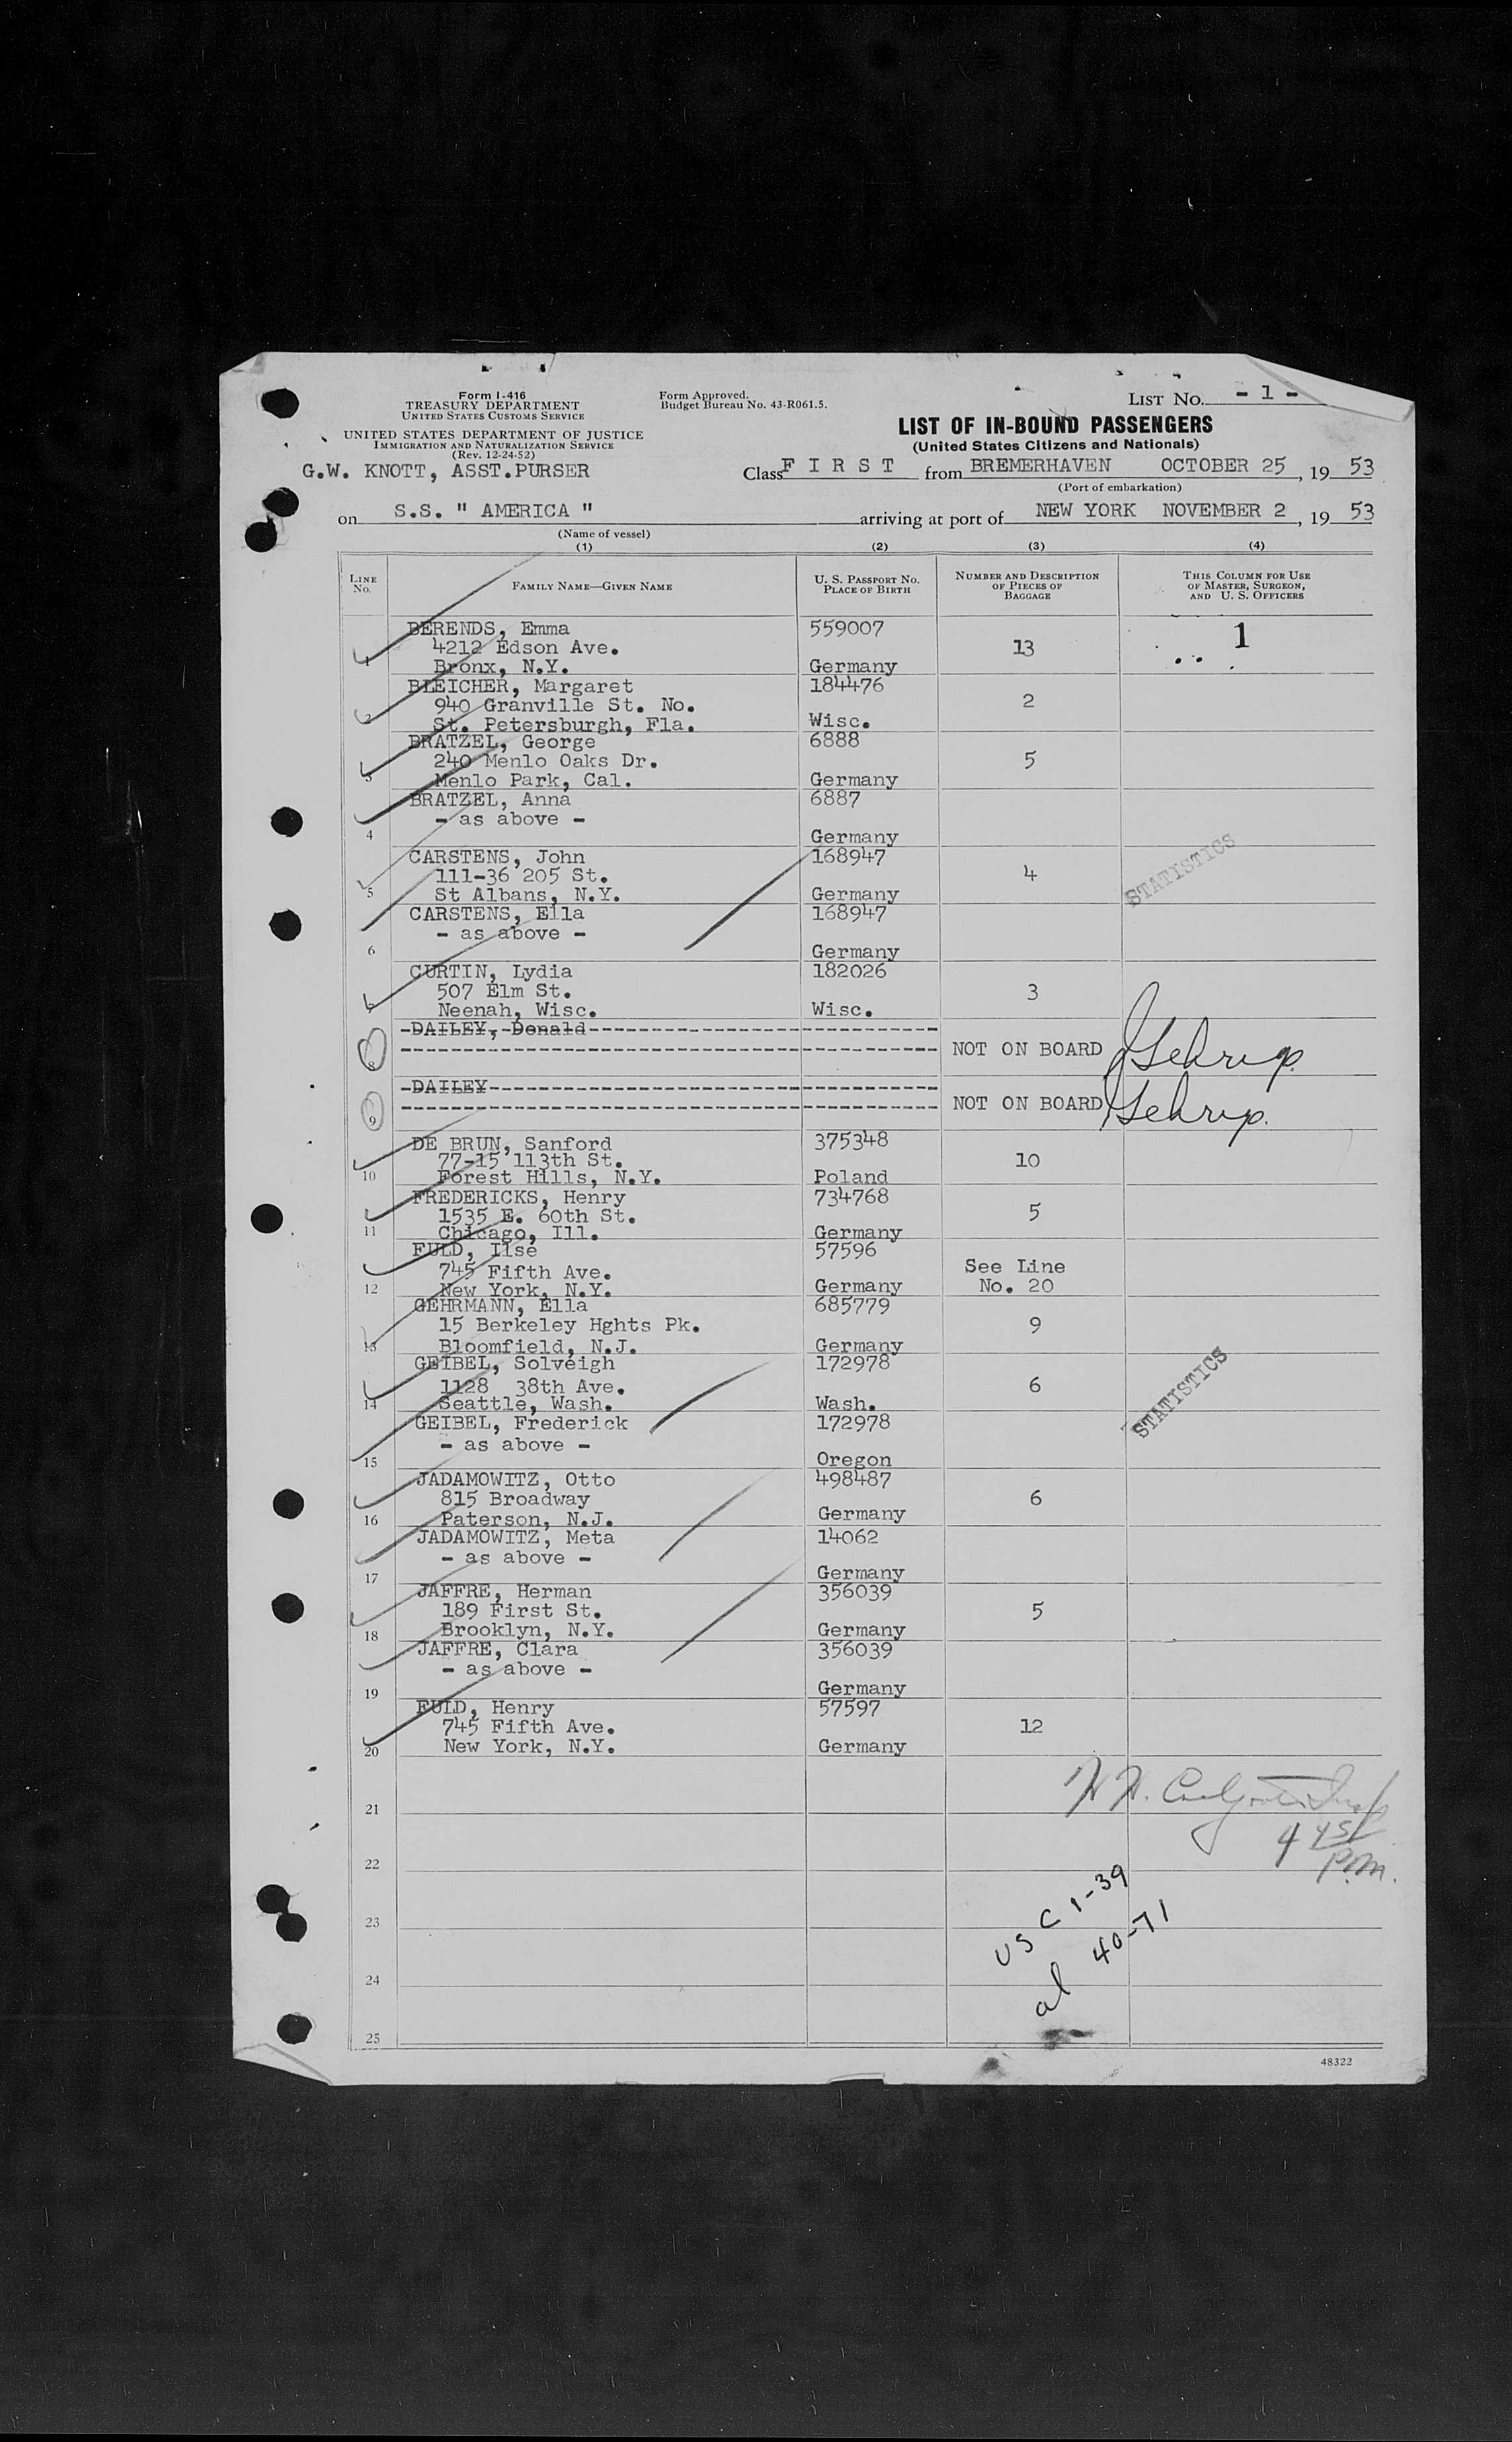 Form I-416
TREASURY DEPARTMENT
UNITED STATES CUSTOMS SERVICE
UNITED STATES DEPARTMENT OF JUSTICE
IMMIGRATION AND NATURALIZATION SERVICE
(Rev. 12-24-52)
G.W. KNOTT, ASST.PURSER
Form Approved.
Budget Bureau No. 43-R061.5.
LIST No. - 1 -
LIST OF IN-BOUND PASSENGERS
(United States Citizens and Nationals)
Class F I R S T from BREMERHAVEN OCTOBER 25, 19 53
(Port of embarkation)
on S.S. " AMERICA " arriving at port of NEW YORK NOVEMBER 2, 19 53
(Name of vessel)
(1) (2) (3) (4)
LINE No. FAMILY NAME—GIVEN NAME U. S. PASSPORT NO. PLACE OF BIRTH NUMBER AND DESCRIPTION OF PIECES OF BAGGAGE THIS COLUMN FOR USE OF MASTER, SURGEON, AND U. S. OFFICERS
BERENDS, Emma 559007 1
4212 Edson Ave. 13
1 Bronx, N.Y. Germany
BLEICHER, Margaret 184476
940 Granville St. No. 2
2 St. Petersburgh, Fla. Wisc.
BRATZEL, George 6888
240 Menlo Oaks Dr. 5
3 Menlo Park, Cal. Germany
BRATZEL, Anna 6887
- as above -
4 Germany
CARSTENS, John 168947
111-36 205 St. 4 STATISTICS
5 St Albans, N.Y. Germany
CARSTENS, Ella 168947
- as above -
6 Germany
CURTIN, Lydia 182026
507 Elm St. 3
7 Neenah, Wisc. Wisc.
-DAILEY,-Donald-
8 NOT ON BOARD
-DAILEY-
9 NOT ON BOARD
DE BRUN, Sanford 375348
77-15 113th St. 10
10 Forest Hills, N.Y. Poland
FREDERICKS, Henry 734768
1535 E. 60th St. 5
11 Chicago, Ill. Germany
FULD, Ilse 57596
745 Fifth Ave. See Line
12 New York, N.Y. Germany No. 20
GEHRMANN, Ella 685779
15 Berkeley Hghts Pk. 9
13 Bloomfield, N.J. Germany
GEIBEL, Solveigh 172978
1128 38th Ave. 6 STATISTICS
14 Seattle, Wash. Wash.
GEIBEL, Frederick 172978
- as above -
15 Oregon
JADAMOWITZ, Otto 498487
815 Broadway 6
16 Paterson, N.J. Germany
JADAMOWITZ, Meta 14062
- as above -
17 Germany
JAFFRE, Herman 356039
189 First St. 5
18 Brooklyn, N.Y. Germany
JAFFRE, Clara 356039
- as above -
19 Germany
FULD, Henry 57597
745 Fifth Ave. 12
20 New York, N.Y. Germany
21
4 45/ p.m.
22
USC 1-39
23
al 40-71
24
25
48322